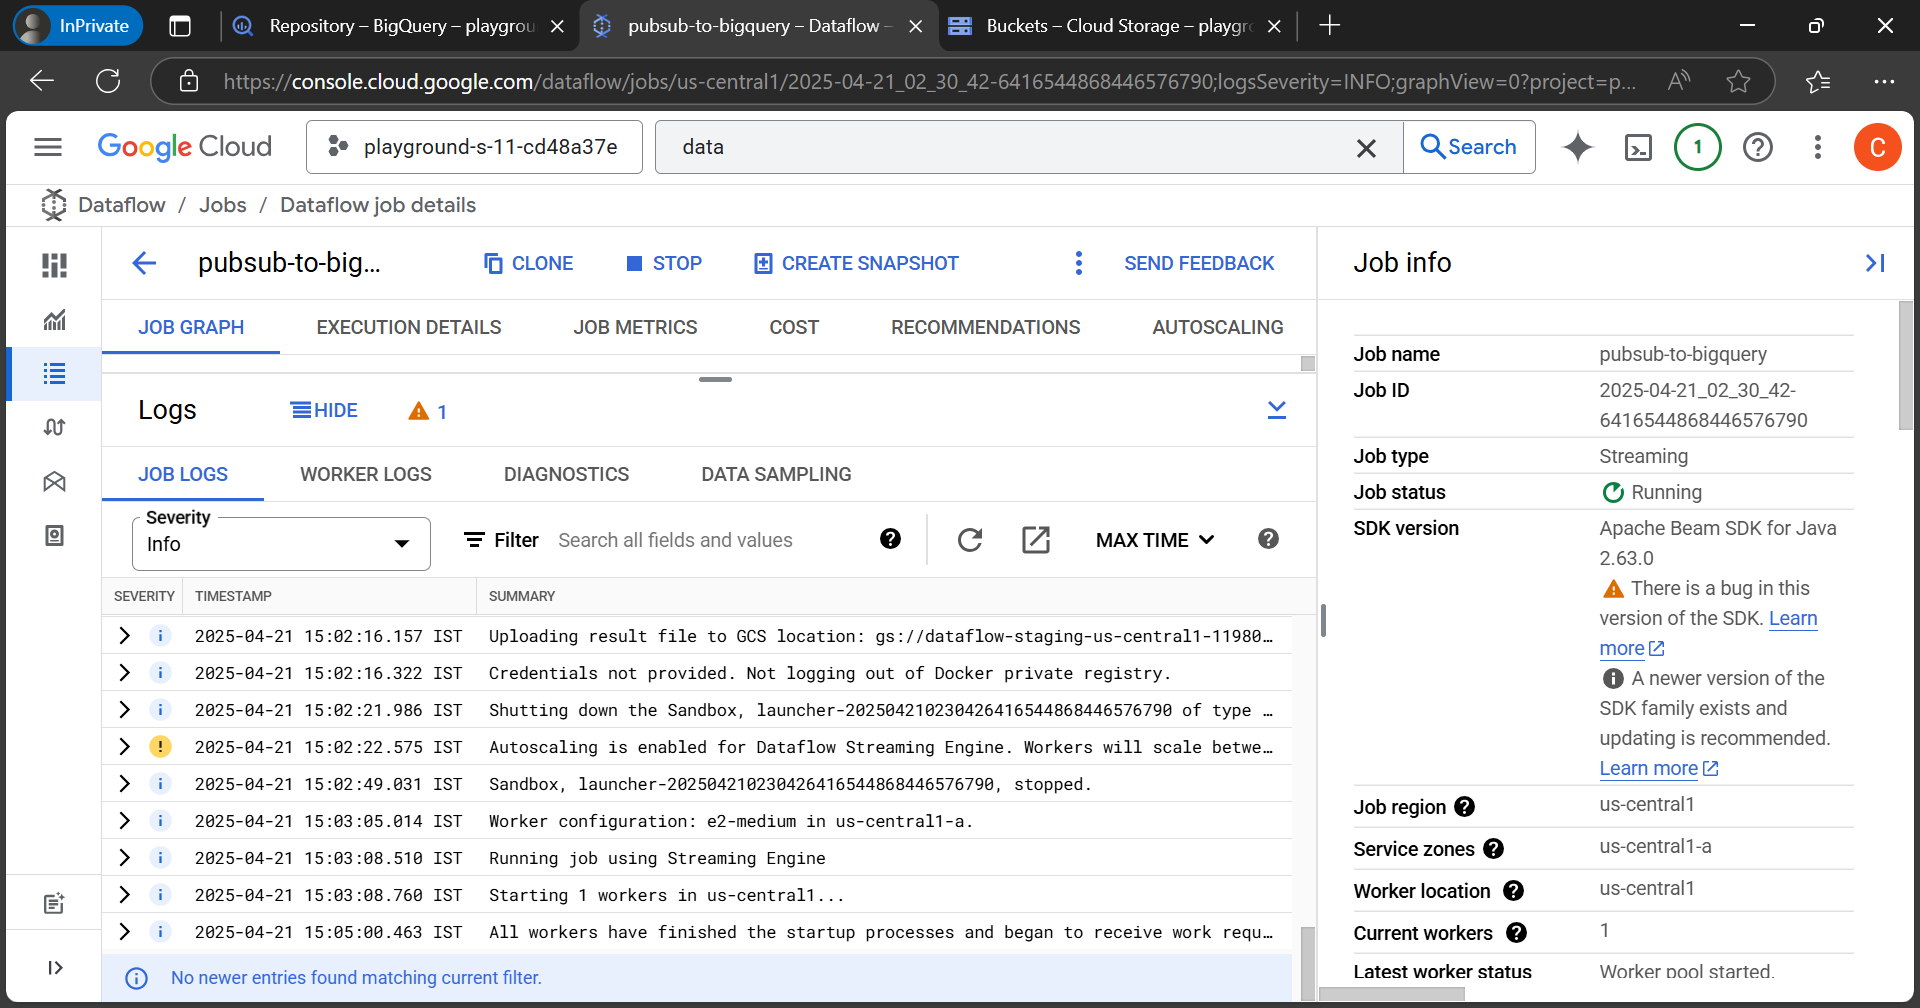 InPrivate
Repository – BigQuery – playgrou
pubsub-to-bigquery – Dataflow –
Buckets – Cloud Storage – playgr
https://console.cloud.google.com/dataflow/jobs/us-central1/2025-04-21_02_30_42-6416544868446576790;logsSeverity=INFO;graphView=0?project=p...
Google Cloud
playground-s-11-cd48a37e
data
Search
1
C
Dataflow / Jobs / Dataflow job details
pubsub-to-big...
CLONE
STOP
CREATE SNAPSHOT
SEND FEEDBACK
JOB GRAPH
EXECUTION DETAILS
JOB METRICS
COST
RECOMMENDATIONS
AUTOSCALING
Logs
HIDE
1
JOB LOGS
WORKER LOGS
DIAGNOSTICS
DATA SAMPLING
Severity
Info
Filter
Search all fields and values
MAX TIME
SEVERITY TIMESTAMP SUMMARY
2025-04-21 15:02:16.157 IST Uploading result file to GCS location: gs://dataflow-staging-us-central1-11980…
2025-04-21 15:02:16.322 IST Credentials not provided. Not logging out of Docker private registry.
2025-04-21 15:02:21.986 IST Shutting down the Sandbox, launcher-2025042102304264165448684465767​90 of type …
2025-04-21 15:02:22.575 IST Autoscaling is enabled for Dataflow Streaming Engine. Workers will scale betwe…
2025-04-21 15:02:49.031 IST Sandbox, launcher-202504210230426416544868446576790, stopped.
2025-04-21 15:03:05.014 IST Worker configuration: e2-medium in us-central1-a.
2025-04-21 15:03:08.510 IST Running job using Streaming Engine
2025-04-21 15:03:08.760 IST Starting 1 workers in us-central1...
2025-04-21 15:05:00.463 IST All workers have finished the startup processes and began to receive work requ…
No newer entries found matching current filter.
Job info
Job name pubsub-to-bigquery
Job ID 2025-04-21_02_30_42-
6416544868446576790
Job type Streaming
Job status Running
SDK version Apache Beam SDK for Java
2.63.0
There is a bug in this
version of the SDK. Learn
more
A newer version of the
SDK family exists and
updating is recommended.
Learn more
Job region us-central1
Service zones us-central1-a
Worker location us-central1
Current workers 1
Latest worker status Worker pool started.